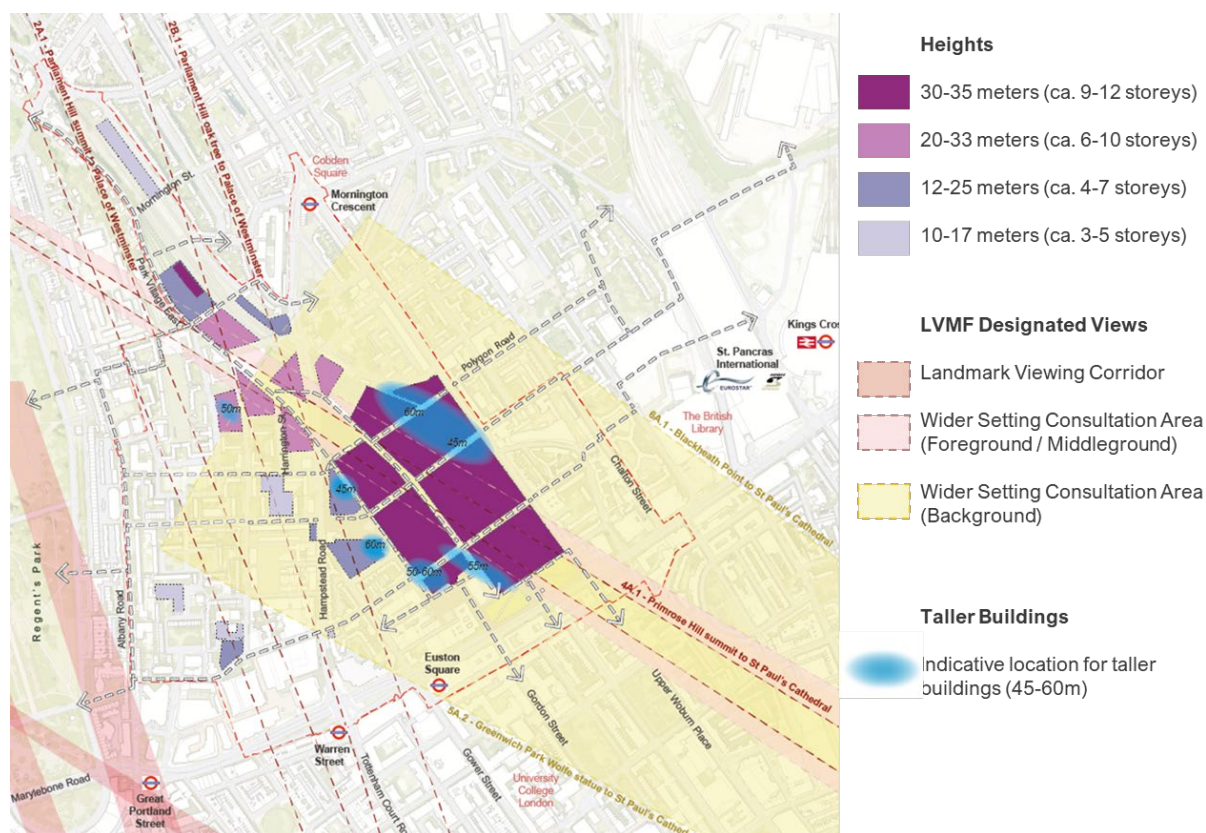 2A.1 - Parliament Hill summit to Palace of Westminster
2B.1 - Parliament Hill oak tree to Palace of Westminster
Cobden
Square
Mornington
Crescent
Mornington St.
Park Village East
Polygon Road
Kings Cros
St. Pancras
International
EUROSTAR
The British
Library
6A.1 - Blackheath Point to St Paul's Cathedral
50m
60m
45m
Harrington St.
45m
Chalton Street
60m
50-60m
55m
Hampstead Road
Regent's Park
Albany Road
4A.1 - Primrose Hill summit to St Paul's Cathedral
Euston
Square
Gordon Street
Upper Woburn Place
5A.2 - Greenwich Park Wolfe statue to St Paul's Cathedral
Warren
Street
Tottenham Court Ro
Gower Street
University
College
London
Marylebone Road
Great
Portland
Street
Heights
30-35 meters (ca. 9-12 storeys)
20-33 meters (ca. 6-10 storeys)
12-25 meters (ca. 4-7 storeys)
10-17 meters (ca. 3-5 storeys)
LVMF Designated Views
Landmark Viewing Corridor
Wider Setting Consultation Area
(Foreground / Middleground)
Wider Setting Consultation Area
(Background)
Taller Buildings
Indicative location for taller
buildings (45-60m)